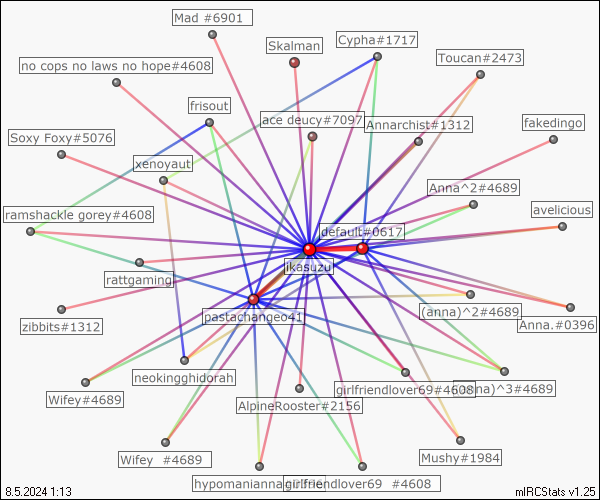 Mad #6901
Skalman
Cypha#1717
Toucan#2473
no cops no laws no hope#4608
frisout
ace deucy#7097
Annarchist#1312
fakedingo
Soxy Foxy#5076
xenoyaut
Anna^2#4689
ramshackle gorey#4608
default#0617
avelicious
rattgaming
ikasuzu
pastachangeo41
(anna)^2#4689
zibbits#1312
Anna.#0396
neokingghidorah
girlfriendlover69#4608
)^3#4689
Wifey#4689
AlpineRooster#2156
Wifey #4689
Mushy#1984
hypomanianna
girlfriendlover69 #4608
8.5.2024 1:13
mIRCStats v1.25